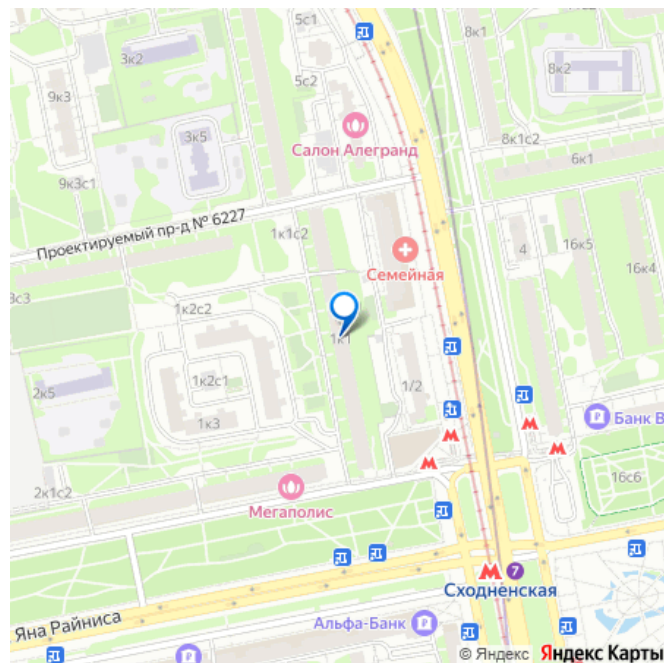 5с1
8к1
3к2
8к2
9к3
5с2
Салон Алегранд
3к5
8к1с2
6к1
9к3с1
Проектируемый пр-д № 6227
1к1с2
Семейная
4
16к5
16к4
3с3
1к2с2
1к1
2к5
1к2с1
1/2
1к3
Банк В
2к1с2
Мегаполис
16с6
7
Сходненская
Яна Райниса
Альфа-Банк
© Яндекс Яндекс Карты